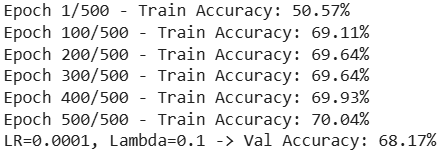 Epoch 1/500 - Train Accuracy: 50.57%
Epoch 100/500 - Train Accuracy: 69.11%
Epoch 200/500 - Train Accuracy: 69.64%
Epoch 300/500 - Train Accuracy: 69.64%
Epoch 400/500 - Train Accuracy: 69.93%
Epoch 500/500 - Train Accuracy: 70.04%
LR=0.0001, Lambda=0.1 -> Val Accuracy: 68.17%